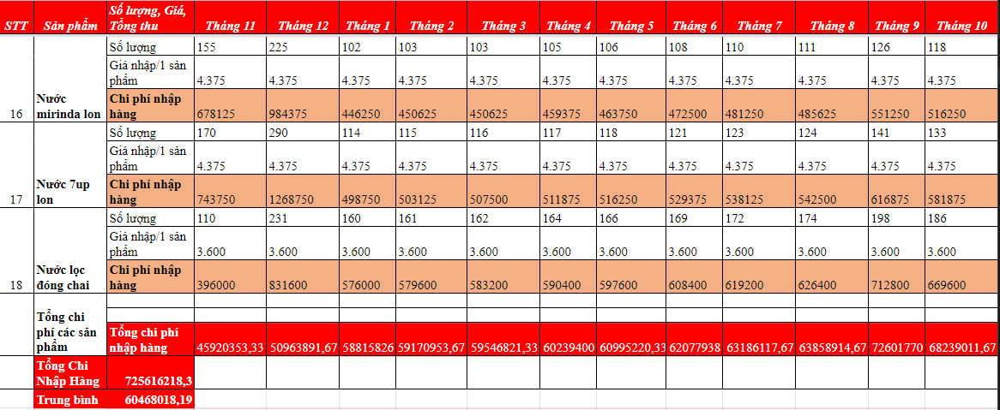 STT Sản phẩm Số lượng, Giá, Tổng thu Tháng 11 Tháng 12 Tháng 1 Tháng 2 Tháng 3 Tháng 4 Tháng 5 Tháng 6 Tháng 7 Tháng 8 Tháng 9 Tháng 10
Số lượng 155 225 102 103 103 105 106 108 110 111 126 118
Giá nhập/1 sản phẩm 4.375 4.375 4.375 4.375 4.375 4.375 4.375 4.375 4.375 4.375 4.375 4.375
16 Nước mirinda lon Chi phí nhập hàng 678125 984375 446250 450625 450625 459375 463750 472500 481250 485625 551250 516250
Số lượng 170 290 114 115 116 117 118 121 123 124 141 133
Giá nhập/1 sản phẩm 4.375 4.375 4.375 4.375 4.375 4.375 4.375 4.375 4.375 4.375 4.375 4.375
17 Nước 7up lon Chi phí nhập hàng 743750 1268750 498750 503125 507500 511875 516250 529375 538125 542500 616875 581875
Số lượng 110 231 160 161 162 164 166 169 172 174 198 186
Giá nhập/1 sản phẩm 3.600 3.600 3.600 3.600 3.600 3.600 3.600 3.600 3.600 3.600 3.600 3.600
18 Nước lọc đóng chai Chi phí nhập hàng 396000 831600 576000 579600 583200 590400 597600 608400 619200 626400 712800 669600
Tổng chi phí các sản phẩm Tổng chi phí nhập hàng 45920353,33 50963891,67 58815826 59170953,67 59546821,33 60239400 60995220,33 62077938 63186117,67 63858914,67 72601770 68239011,67
Tổng Chi Nhập Hàng 725616218,3
Trung bình 60468018,19